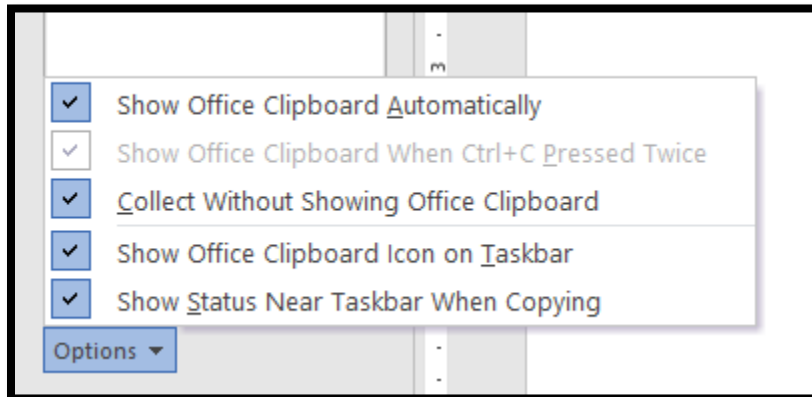 3
Show Office Clipboard Automatically
Show Office Clipboard When Ctrl+C Pressed Twice
Collect Without Showing Office Clipboard
Show Office Clipboard Icon on Taskbar
Show Status Near Taskbar When Copying
Options